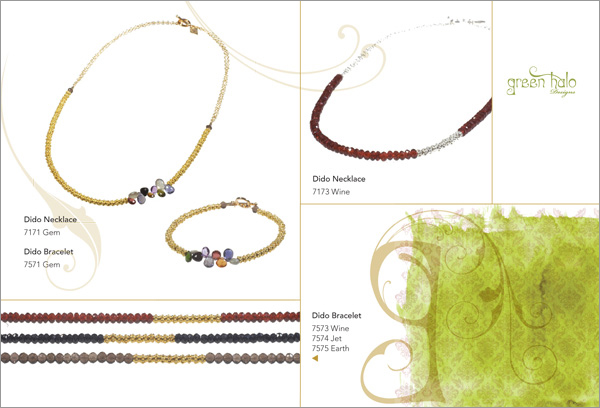 green halo
Designs
Dido Necklace
7173 Wine
Dido Necklace
7171 Gem
Dido Bracelet
7571 Gem
Dido Bracelet
7573 Wine
7574 Jet
7575 Earth